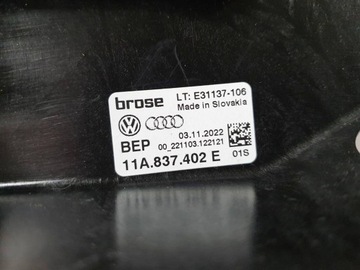 brose LT: E31137-106
Made in Slovakia
03.11.2022
BEP 00_221103.122121
11A.837.402 E 01S